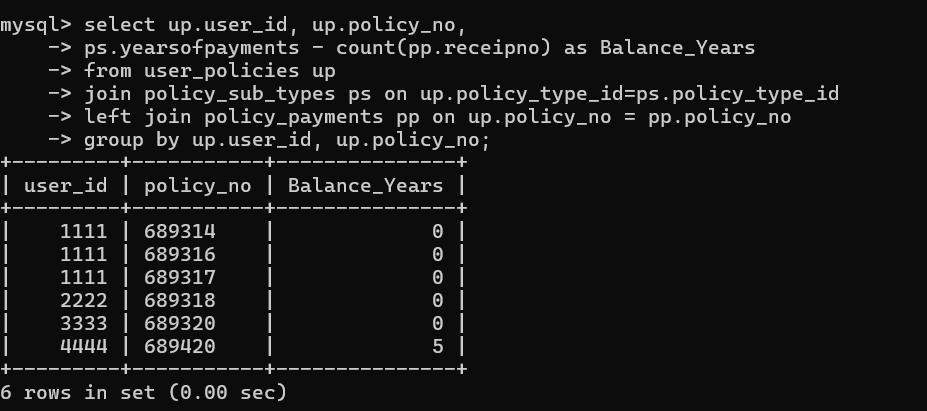 mysql> select up.user_id, up.policy_no,
    -> ps.yearsofpayments - count(pp.receipno) as Balance_Years
    -> from user_policies up
    -> join policy_sub_types ps on up.policy_type_id=ps.policy_type_id
    -> left join policy_payments pp on up.policy_no = pp.policy_no
    -> group by up.user_id, up.policy_no;
+---------+-----------+---------------+
| user_id | policy_no | Balance_Years |
+---------+-----------+---------------+
|    1111 | 689314    |             0 |
|    1111 | 689316    |             0 |
|    1111 | 689317    |             0 |
|    2222 | 689318    |             0 |
|    3333 | 689320    |             0 |
|    4444 | 689420    |             5 |
+---------+-----------+---------------+
6 rows in set (0.00 sec)